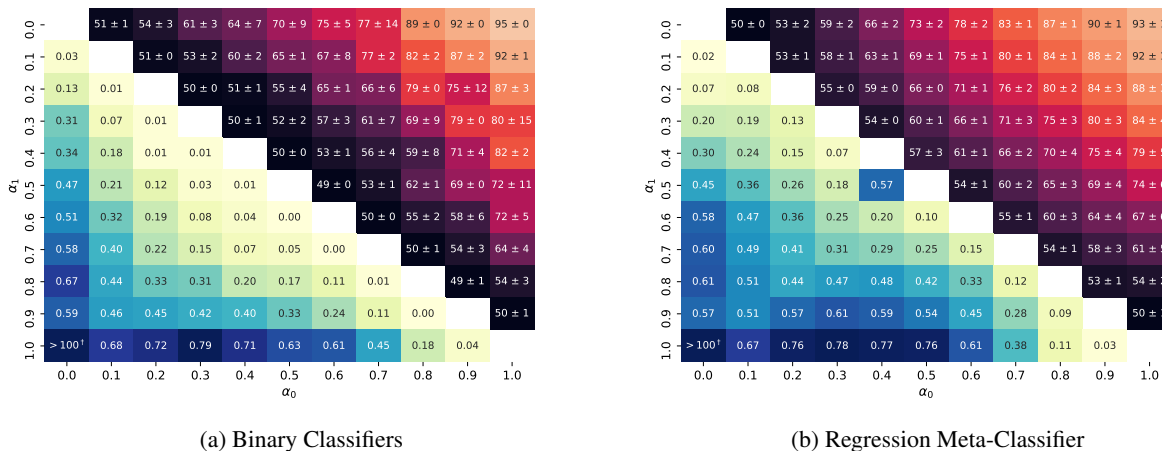 0.0 51 ± 1 54 ± 3 61 ± 3 64 ± 4 70 ± 9 75 ± 5 77 ± 14 89 ± 0 92 ± 0 95 ± 0
0.1 0.03 51 ± 0 53 ± 2 60 ± 2 65 ± 1 67 ± 8 77 ± 2 82 ± 2 87 ± 2 92 ± 1
0.2 0.13 0.01 50 ± 0 51 ± 1 55 ± 4 65 ± 1 66 ± 6 79 ± 0 75 ± 12 87 ± 3
0.3 0.31 0.07 0.01 50 ± 1 52 ± 2 57 ± 3 61 ± 7 69 ± 9 79 ± 0 80 ± 15
0.4 0.34 0.18 0.01 0.01 50 ± 0 53 ± 1 56 ± 4 59 ± 8 71 ± 4 82 ± 2
α1 0.5 0.47 0.21 0.12 0.03 0.01 49 ± 0 53 ± 1 62 ± 1 69 ± 0 72 ± 11
0.6 0.51 0.32 0.19 0.08 0.04 0.00 50 ± 0 55 ± 2 58 ± 6 72 ± 5
0.7 0.58 0.40 0.22 0.15 0.07 0.05 0.00 50 ± 1 54 ± 3 64 ± 4
0.8 0.67 0.44 0.33 0.31 0.20 0.17 0.11 0.01 49 ± 1 54 ± 3
0.9 0.59 0.46 0.45 0.42 0.40 0.33 0.24 0.11 0.00 50 ± 1
1.0 > 100† 0.68 0.72 0.79 0.71 0.63 0.61 0.45 0.18 0.04
0.0 0.1 0.2 0.3 0.4 0.5 0.6 0.7 0.8 0.9 1.0
α0
(a) Binary Classifiers
0.0 50 ± 0 53 ± 2 59 ± 4 66 ± 2 73 ± 2 78 ± 2 83 ± 1 87 ± 1 90 ± 1 93 ±
0.1 0.02 53 ± 1 58 ± 1 63 ± 1 69 ± 1 75 ± 1 80 ± 1 84 ± 1 88 ± 2 92 ±
0.2 0.07 0.08 55 ± 0 59 ± 0 66 ± 0 71 ± 1 76 ± 2 80 ± 2 84 ± 3 88 ±
0.3 0.20 0.19 0.13 54 ± 0 60 ± 1 66 ± 1 71 ± 3 75 ± 3 80 ± 3 84 ±
0.4 0.30 0.24 0.15 0.07 57 ± 3 61 ± 1 66 ± 2 70 ± 4 75 ± 4 79 ±
α1 0.5 0.45 0.36 0.26 0.18 0.57 54 ± 1 60 ± 2 65 ± 3 69 ± 4 74 ±
0.6 0.58 0.47 0.36 0.25 0.20 0.10 55 ± 1 60 ± 3 64 ± 4 67 ±
0.7 0.60 0.49 0.41 0.31 0.29 0.25 0.15 54 ± 1 58 ± 3 61 ±
0.8 0.61 0.51 0.44 0.47 0.48 0.42 0.33 0.12 53 ± 1 54 ±
0.9 0.57 0.51 0.57 0.61 0.59 0.54 0.45 0.28 0.09 50 ±
1.0 > 100† 0.67 0.76 0.78 0.77 0.76 0.61 0.38 0.11 0.03
0.0 0.1 0.2 0.3 0.4 0.5 0.6 0.7 0.8 0.9 1.0
α0
(b) Regression Meta-Classifier